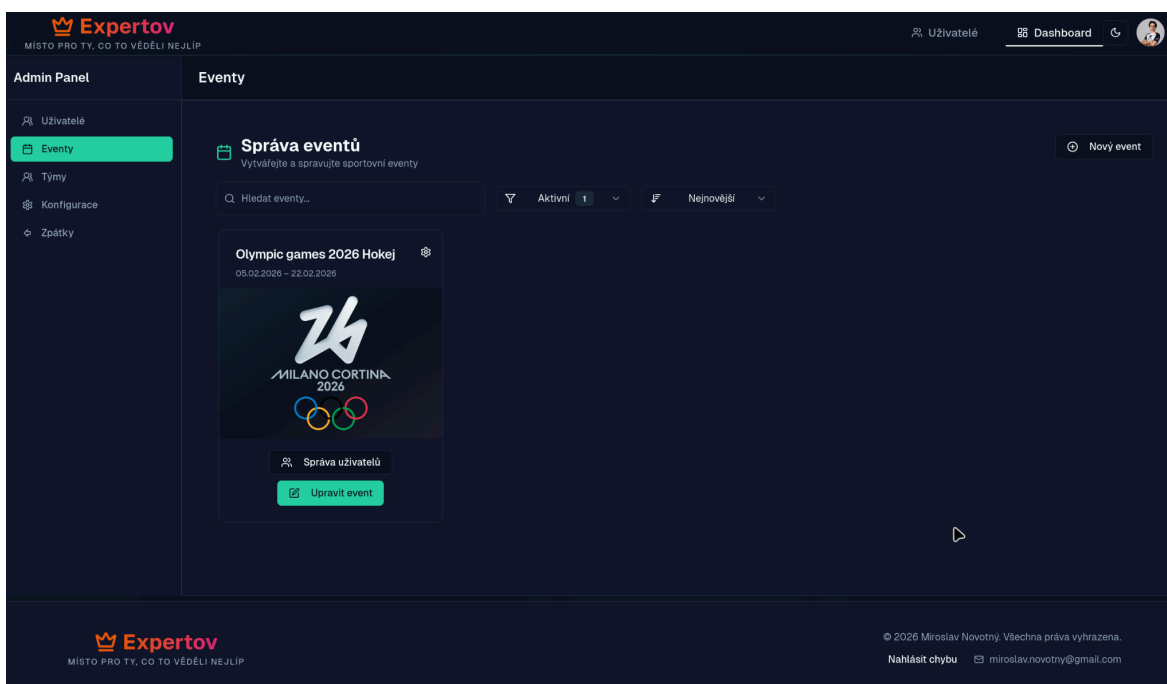 Expertov
MÍSTO PRO TY, CO TO VĚDĚLI NEJLÍP
Uživatelé
Dashboard
Admin Panel
Eventy
Uživatelé
Eventy
Týmy
Konfigurace
Zpátky
Správa eventů
Vytvářejte a spravujte sportovní eventy
Nový event
Hledat eventy...
Aktivní 1
Nejnovější
Olympic games 2026 Hokej
05.02.2026 – 22.02.2026
26
MILANO CORTINA
2026
Správa uživatelů
Upravit event
Expertov
MÍSTO PRO TY, CO TO VĚDĚLI NEJLÍP
© 2026 Miroslav Novotný. Všechna práva vyhrazena.
Nahlásit chybu miroslav.novotny@gmail.com